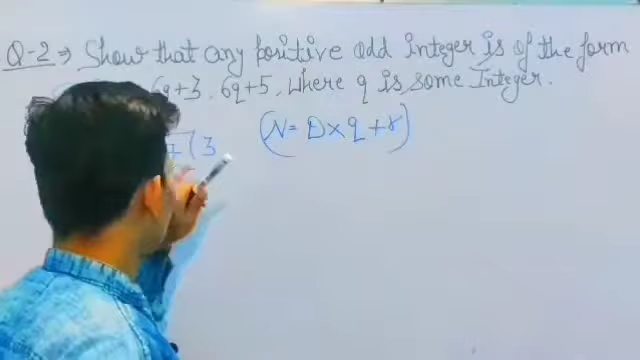 Q-2 ⇒ Show that any positive odd integer is of the form
6q+3, 6q+5, where q is some Integer.
(N = D × q + r)
3